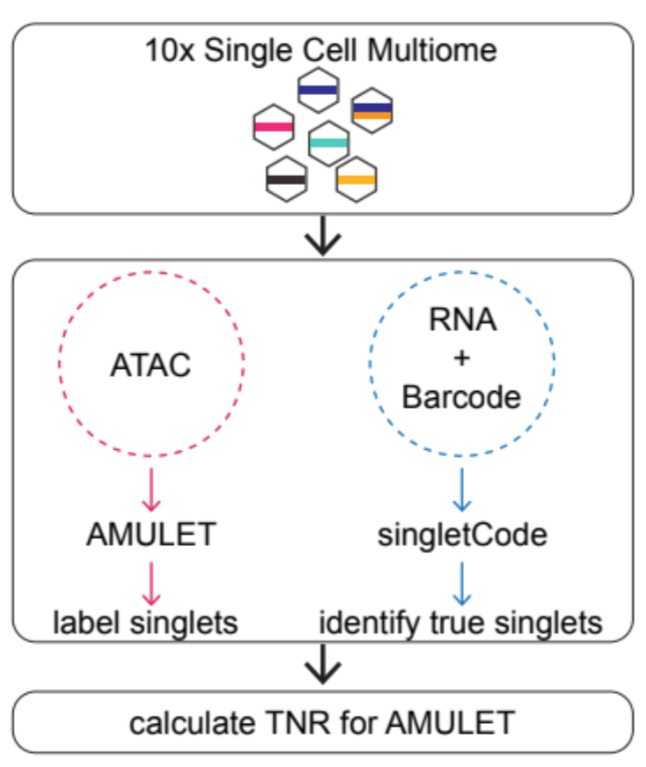 10x Single Cell Multiome
ATAC
RNA
+
Barcode
AMULET
singletCode
label singlets
identify true singlets
calculate TNR for AMULET